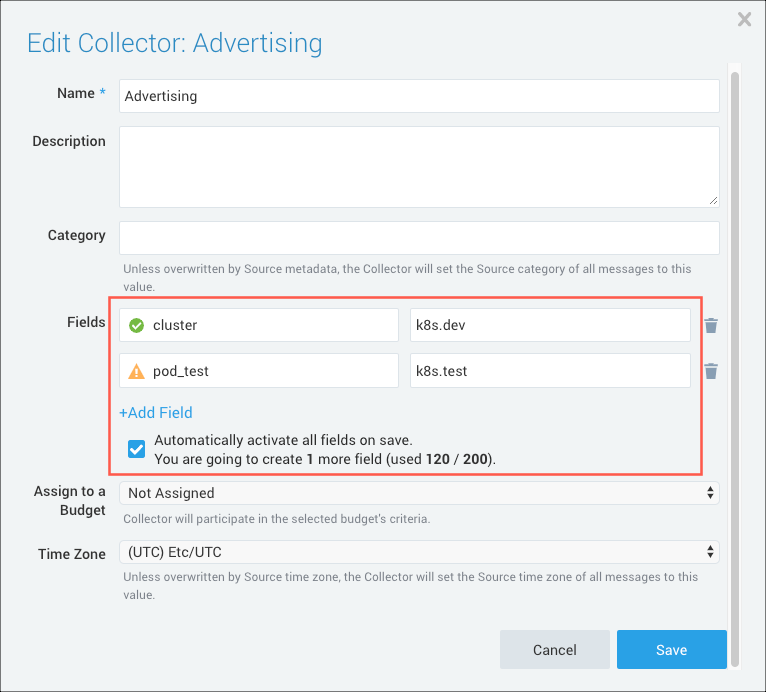 Edit Collector: Advertising
Name *
Advertising
Description
Category
Unless overwritten by Source metadata, the Collector will set the Source category of all messages to this
value.
Fields
cluster
k8s.dev
pod_test
k8s.test
+Add Field
Automatically activate all fields on save.
You are going to create 1 more field (used 120 / 200).
Assign to a
Budget
Not Assigned
Collector will participate in the selected budget's criteria.
Time Zone
(UTC) Etc/UTC
Unless overwritten by Source time zone, the Collector will set the Source time zone of all messages to this
value.
Cancel
Save